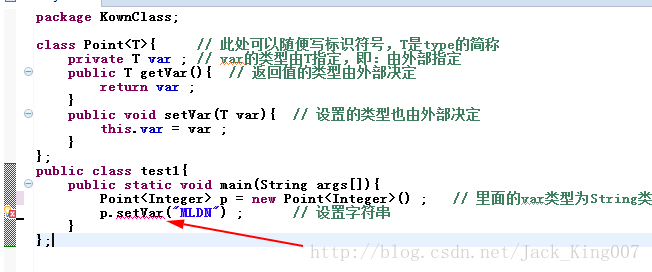 package KownClass;
class Point<T>{ // 此处可以随便写标识符号，T是type的简称
private T var ; // var的类型由T指定，即：由外部指定
public T getVar(){ // 返回值的类型由外部决定
return var ;
}
public void setVar(T var){ // 设置的类型也由外部决定
this.var = var ;
}
};
public class test1{
public static void main(String args[]){
Point<Integer> p = new Point<Integer>() ; // 里面的var类型为String类
p.setVar("MLDN") ; // 设置字符串
}
};
http://blog.csdn.net/Jack_King007